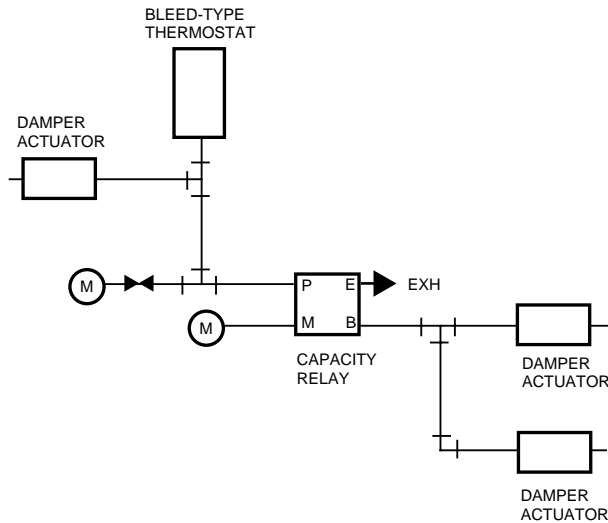 BLEED-TYPE
THERMOSTAT
DAMPER
ACTUATOR
M
P
E
EXH
M
M
B
CAPACITY
RELAY
DAMPER
ACTUATOR
DAMPER
ACTUATOR